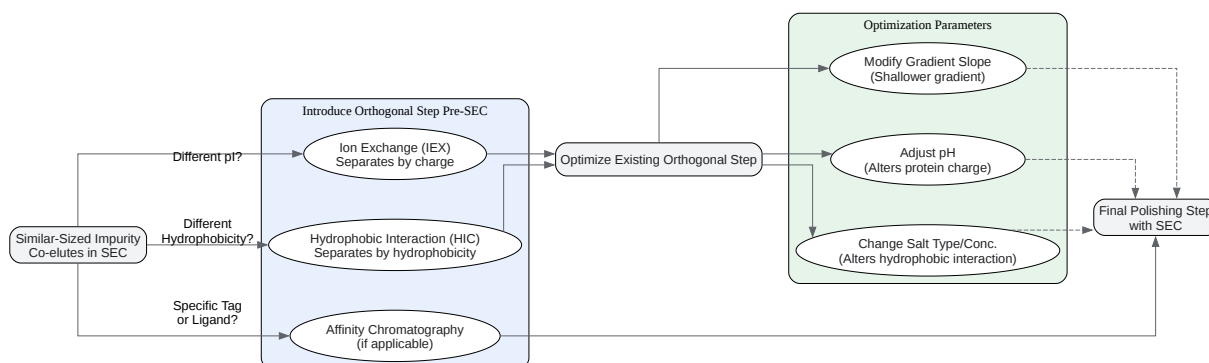 Similar-Sized Impurity
Co-elutes in SEC
Different pI?
Different
Hydrophobicity?
Specific Tag
or Ligand?
Introduce Orthogonal Step Pre-SEC
Ion Exchange (IEX)
Separates by charge
Hydrophobic Interaction (HIC)
Separates by hydrophobicity
Affinity Chromatography
(if applicable)
Optimize Existing Orthogonal Step
Optimization Parameters
Modify Gradient Slope
(Shallower gradient)
Adjust pH
(Alters protein charge)
Change Salt Type/Conc.
(Alters hydrophobic interaction)
Final Polishing Step
with SEC